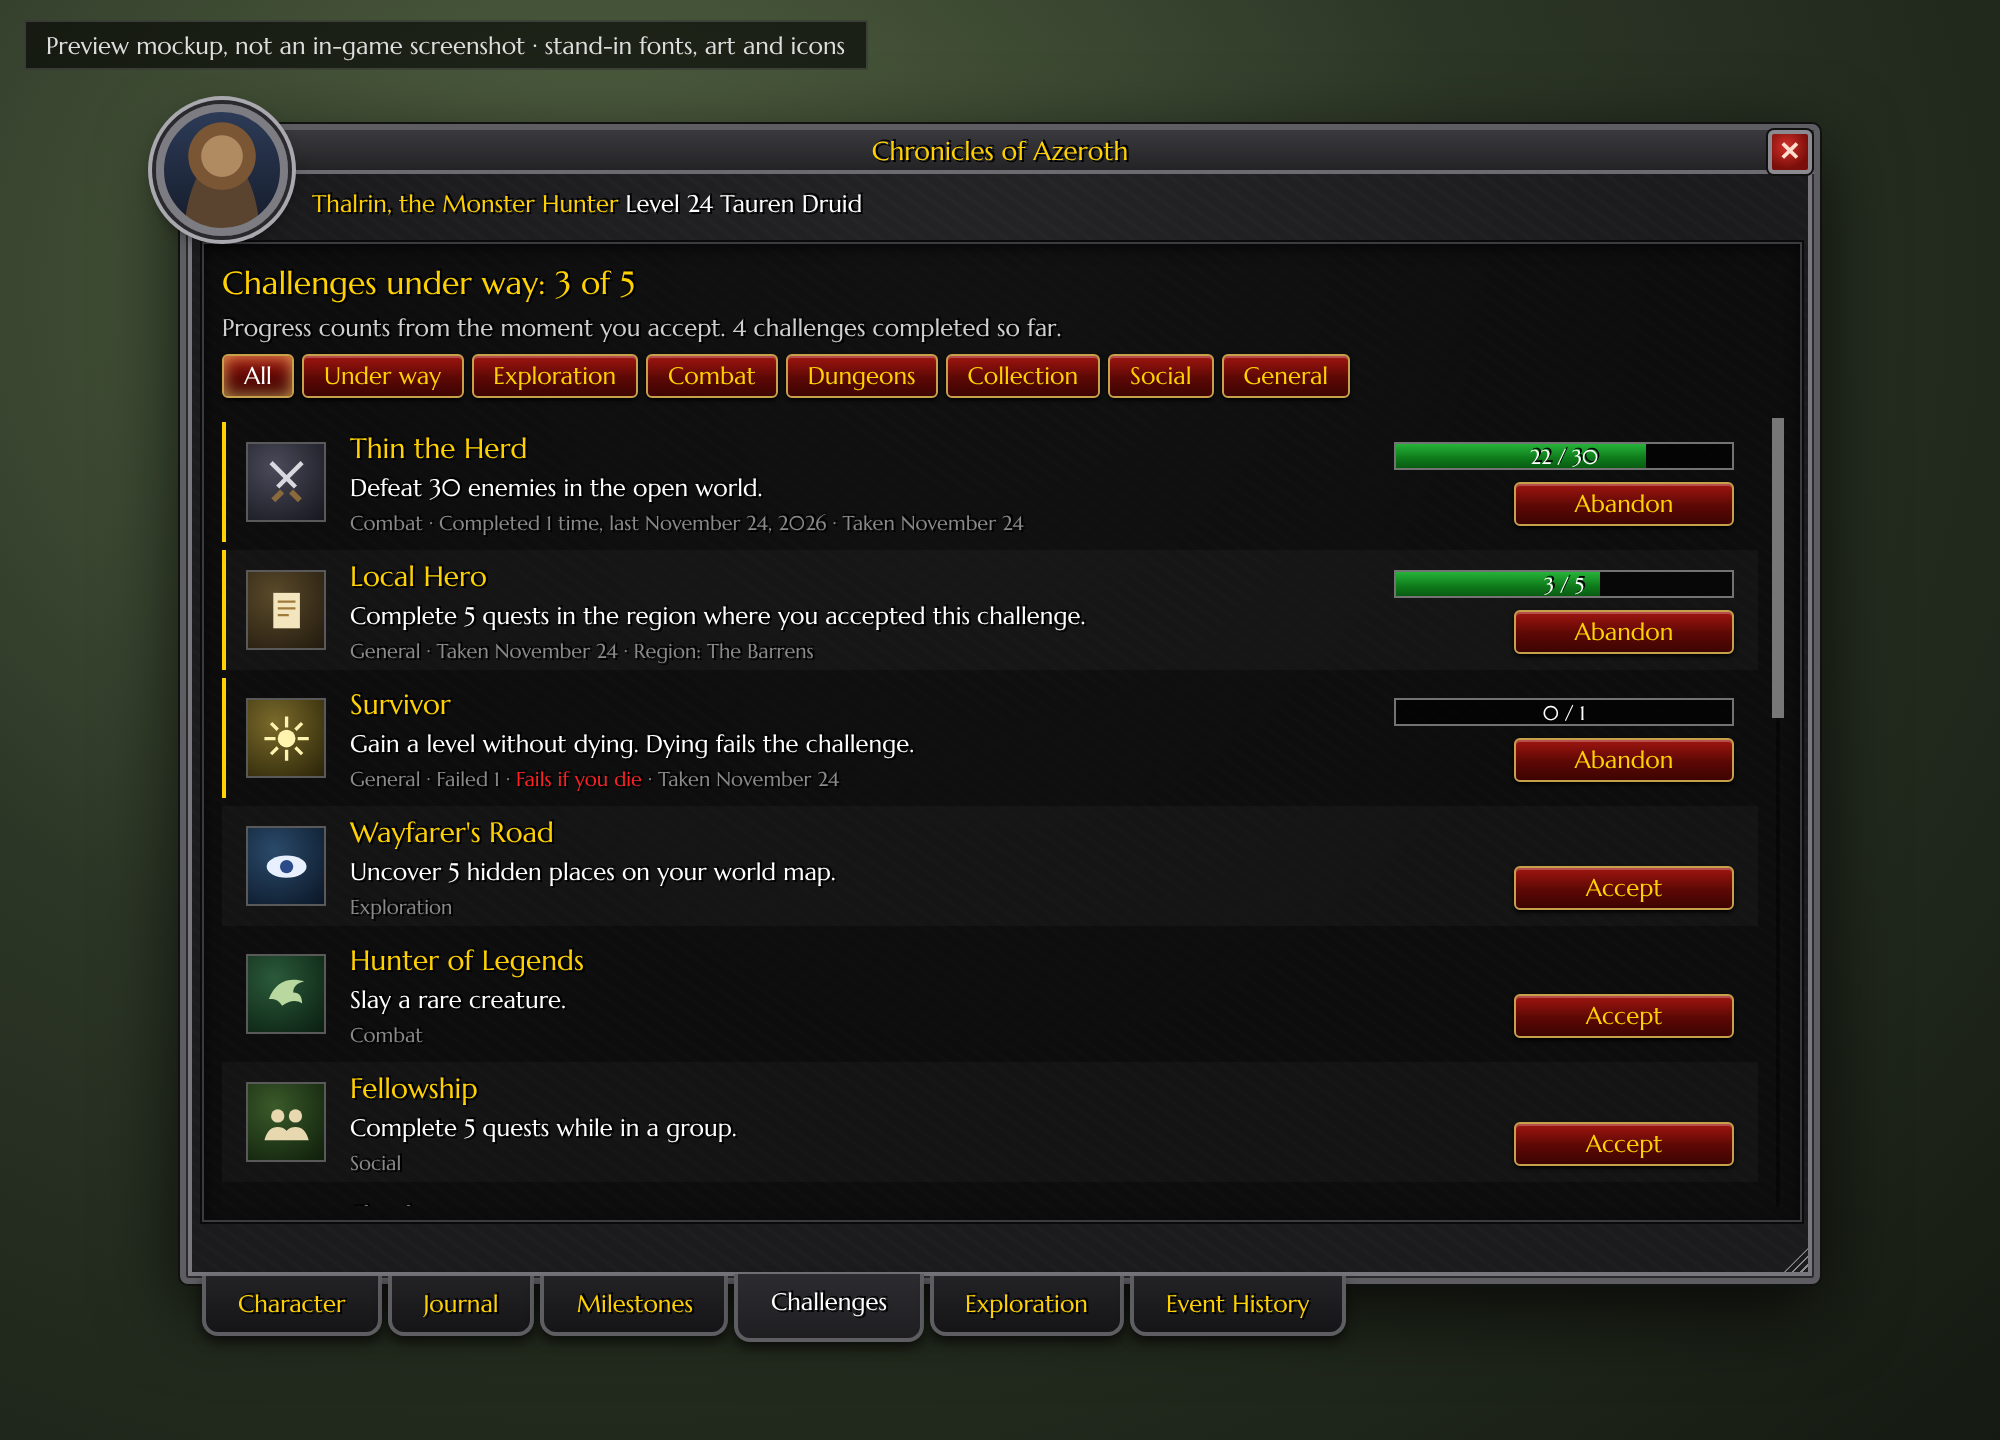 Preview mockup, not an in-game screenshot · stand-in fonts, art and icons
Chronicles of Azeroth
Thalrin, the Monster Hunter Level 24 Tauren Druid
Challenges under way: 3 of 5
Progress counts from the moment you accept. 4 challenges completed so far.
All Under way Exploration Combat Dungeons Collection Social General
Thin the Herd
22 / 30
Defeat 30 enemies in the open world.
Abandon
Combat · Completed 1 time, last November 24, 2026 · Taken November 24
Local Hero
3 / 5
Complete 5 quests in the region where you accepted this challenge.
Abandon
General · Taken November 24 · Region: The Barrens
Survivor
0 / 1
Gain a level without dying. Dying fails the challenge.
Abandon
General · Failed 1 · Fails if you die · Taken November 24
Wayfarer's Road
Uncover 5 hidden places on your world map.
Accept
Exploration
Hunter of Legends
Slay a rare creature.
Accept
Combat
Fellowship
Complete 5 quests while in a group.
Accept
Social
Character Journal Milestones Challenges Exploration Event History